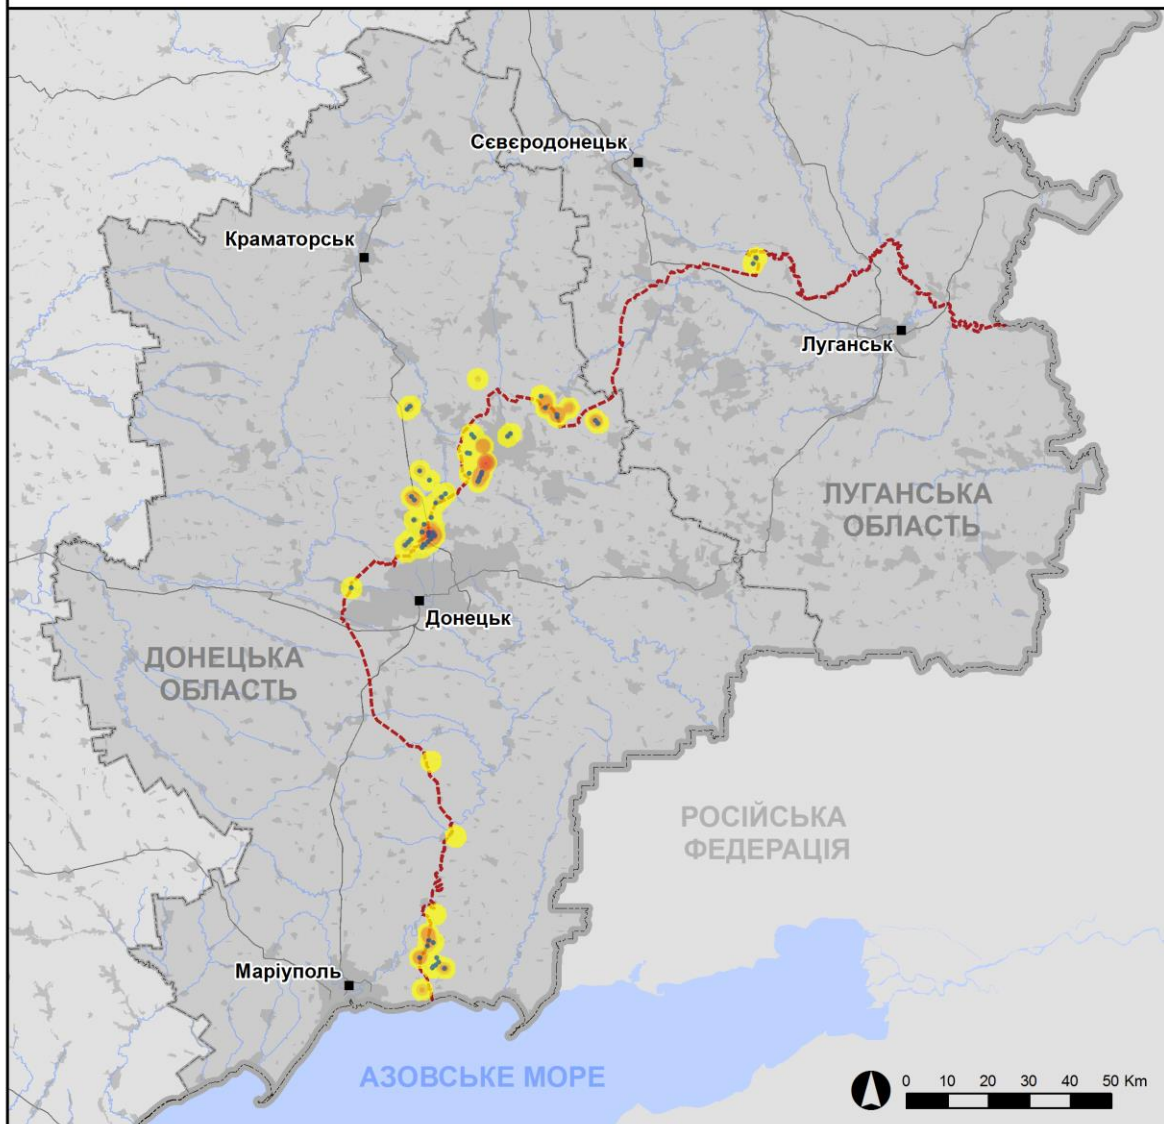 Сєвєродонецьк
Краматорськ
Луганськ
ЛУГАНСЬКА
ОБЛАСТЬ
Донецьк
ДОНЕЦЬКА
ОБЛАСТЬ
РОСІЙСЬКА
ФЕДЕРАЦІЯ
Маріуполь
АЗОВСЬКЕ МОРЕ
0 10 20 30 40 50 Км